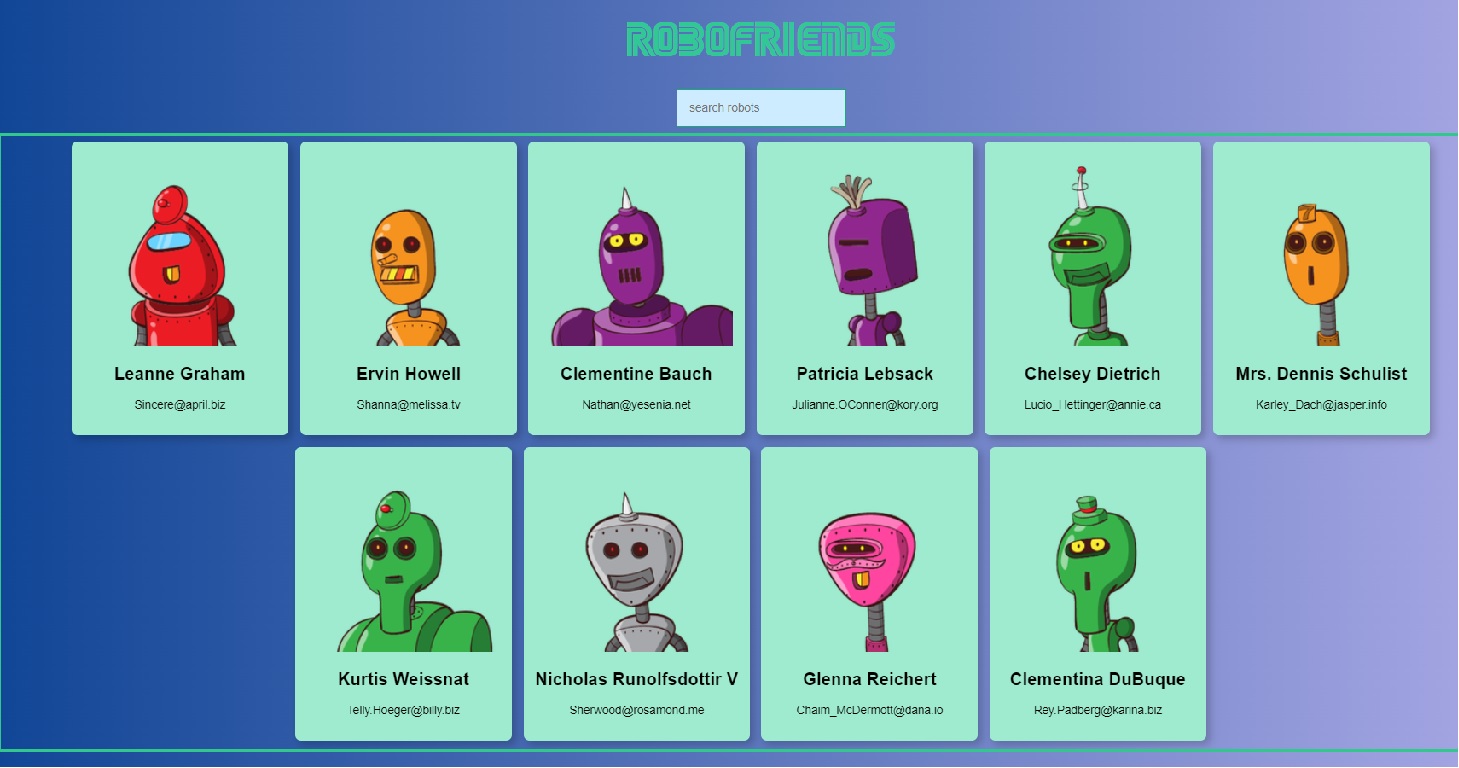 ROBOFRIENDS
search robots
Leanne Graham
Sincere@april.biz
Ervin Howell
Shanna@melissa.tv
Clementine Bauch
Nathan@yesenia.net
Patricia Lebsack
Julianne.OConner@kory.org
Chelsey Dietrich
Lucio_Hettinger@annie.ca
Mrs. Dennis Schulist
Karley_Dach@jasper.info
Kurtis Weissnat
Telly.Hoeger@billy.biz
Nicholas Runolfsdottir V
Sherwood@rosamond.me
Glenna Reichert
Chaim_McDermott@dana.io
Clementina DuBuque
Rey.Padberg@karina.biz